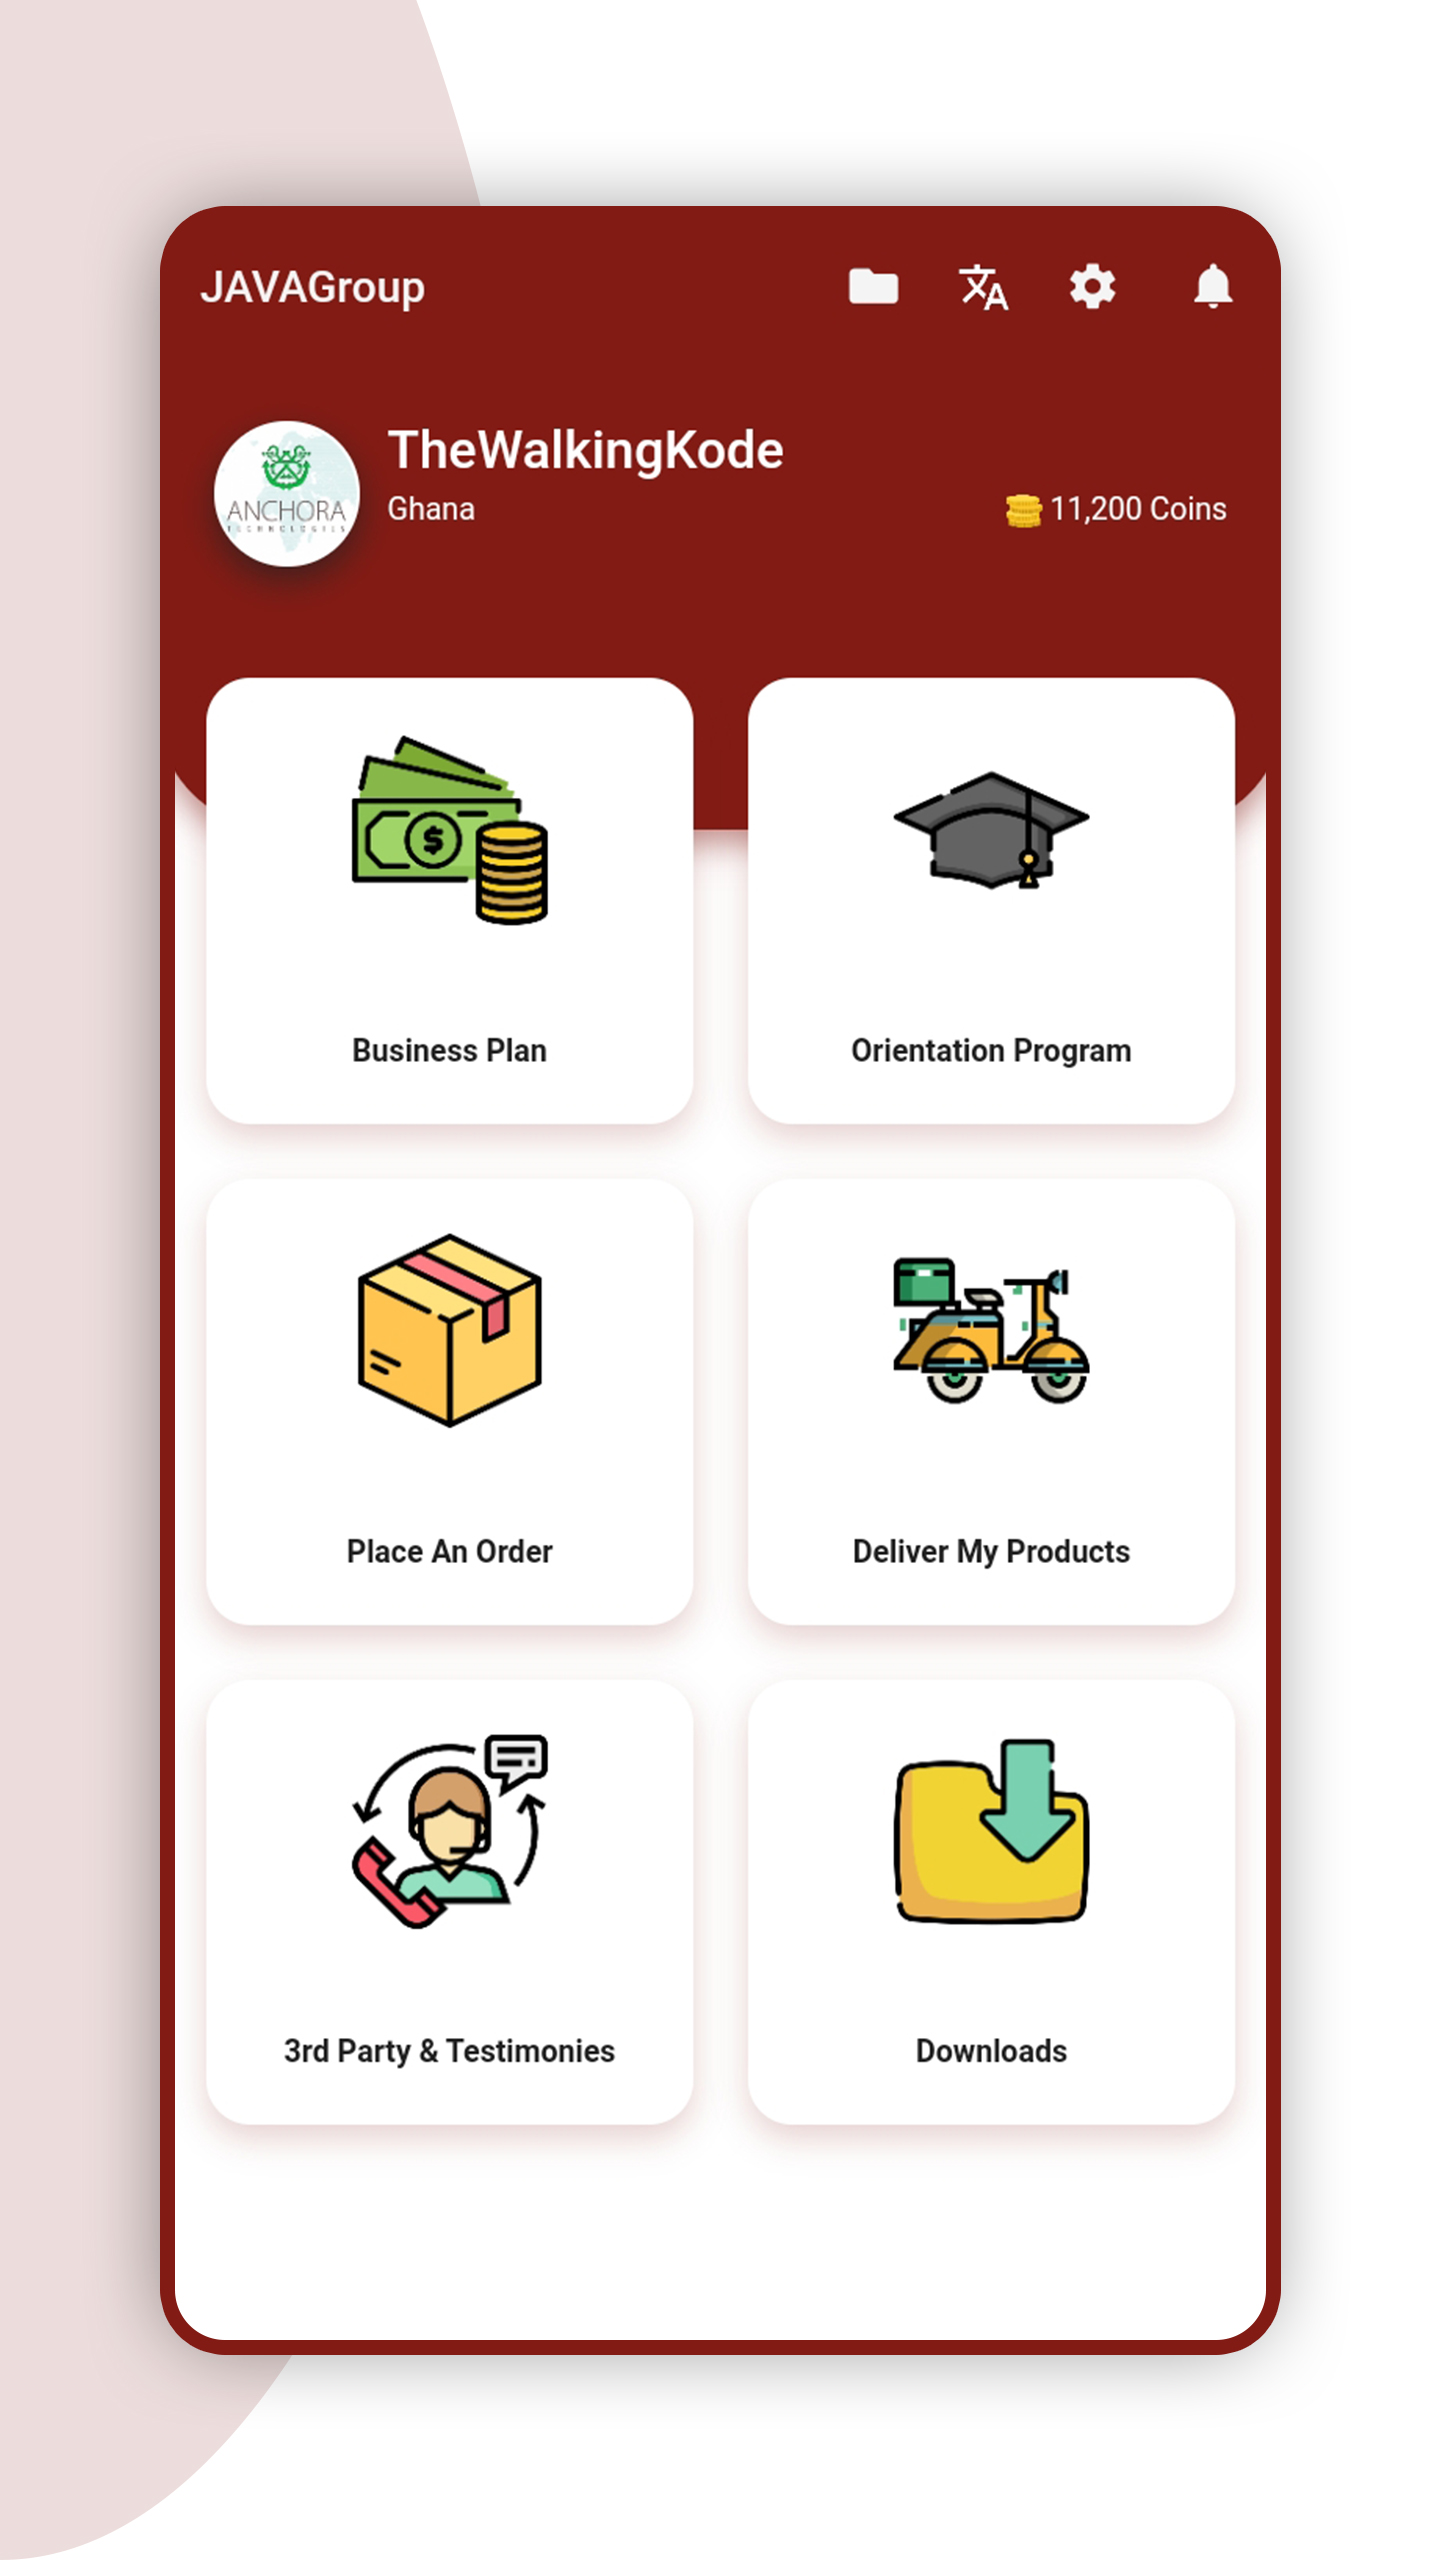 JAVAGroup
TheWalkingKode
Ghana
11,200 Coins
ANCHORA
TECHNOLOGIES
$
Business Plan
Orientation Program
Place An Order
Deliver My Products
3rd Party & Testimonies
Downloads